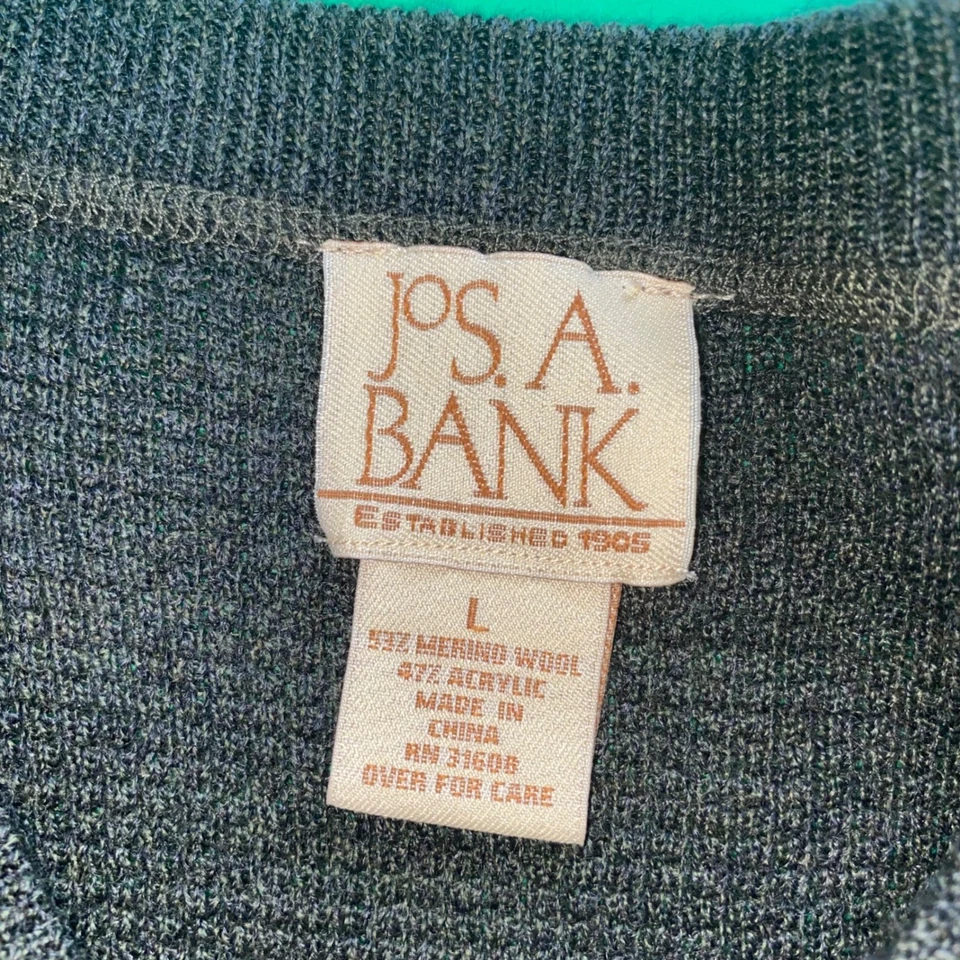 JOS. A.
BANK
ESTABLISHED 1905
L
53% MERINO WOOL
47% ACRYLIC
MADE IN
CHINA
RN 31608
OVER FOR CARE